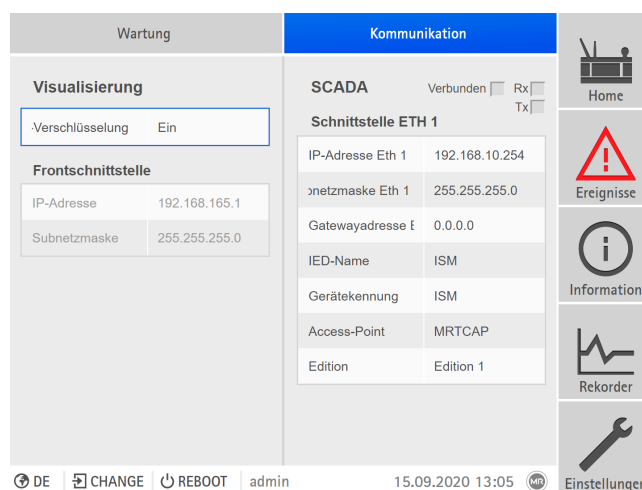 Wartung
Kommunikation
Visualisierung
-Verschlüsselung Ein
Frontschnittstelle
IP-Adresse 192.168.165.1
Subnetzmaske 255.255.255.0
SCADA Verbunden Rx
Tx
Schnittstelle ETH 1
IP-Adresse Eth 1 192.168.10.254
netzmaske Eth 1 255.255.255.0
Gatewayadresse E 0.0.0.0
IED-Name ISM
Gerätekennung ISM
Access-Point MRTCAP
Edition Edition 1
Home
Ereignisse
Information
Rekorder
Einstellungen
DE CHANGE REBOOT admin 15.09.2020 13:05 MR